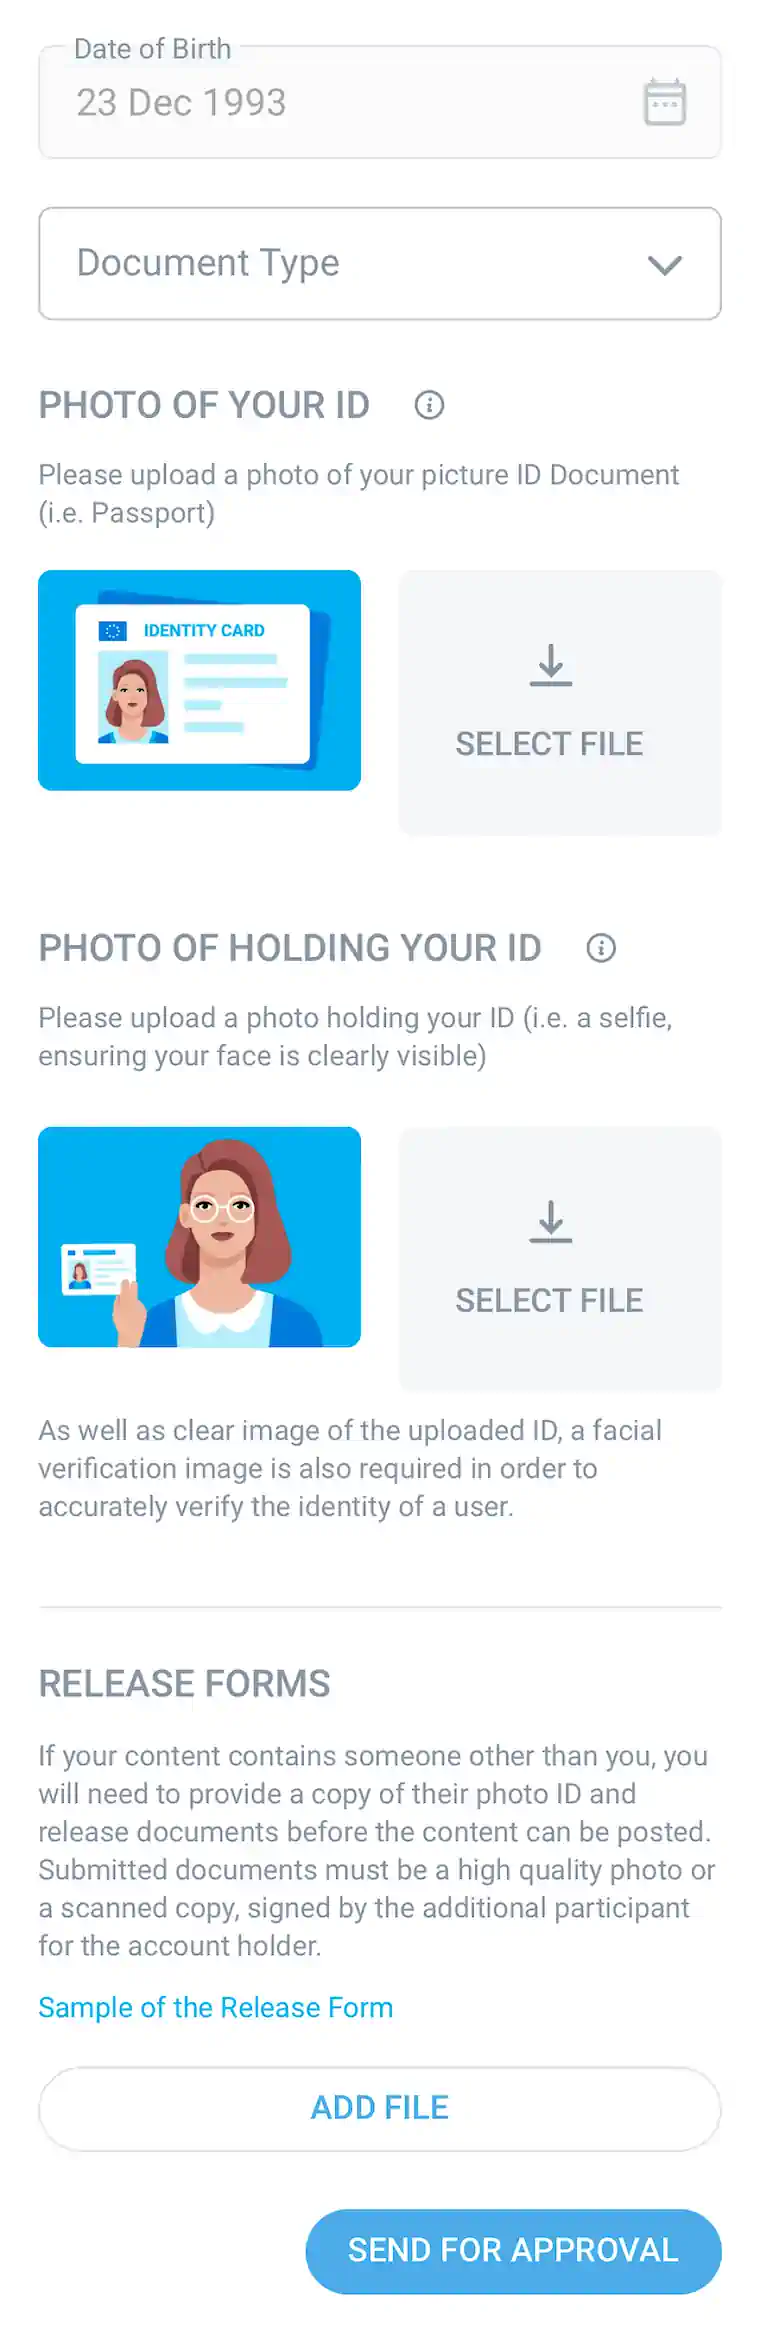 Date of Birth
23 Dec 1993
Document Type
PHOTO OF YOUR ID
Please upload a photo of your picture ID Document
(i.e. Passport)
IDENTITY CARD
SELECT FILE
PHOTO OF HOLDING YOUR ID
Please upload a photo holding your ID (i.e. a selfie,
ensuring your face is clearly visible)
SELECT FILE
As well as clear image of the uploaded ID, a facial
verification image is also required in order to
accurately verify the identity of a user.
RELEASE FORMS
If your content contains someone other than you, you
will need to provide a copy of their photo ID and
release documents before the content can be posted.
Submitted documents must be a high quality photo or
a scanned copy, signed by the additional participant
for the account holder.
Sample of the Release Form
ADD FILE
SEND FOR APPROVAL